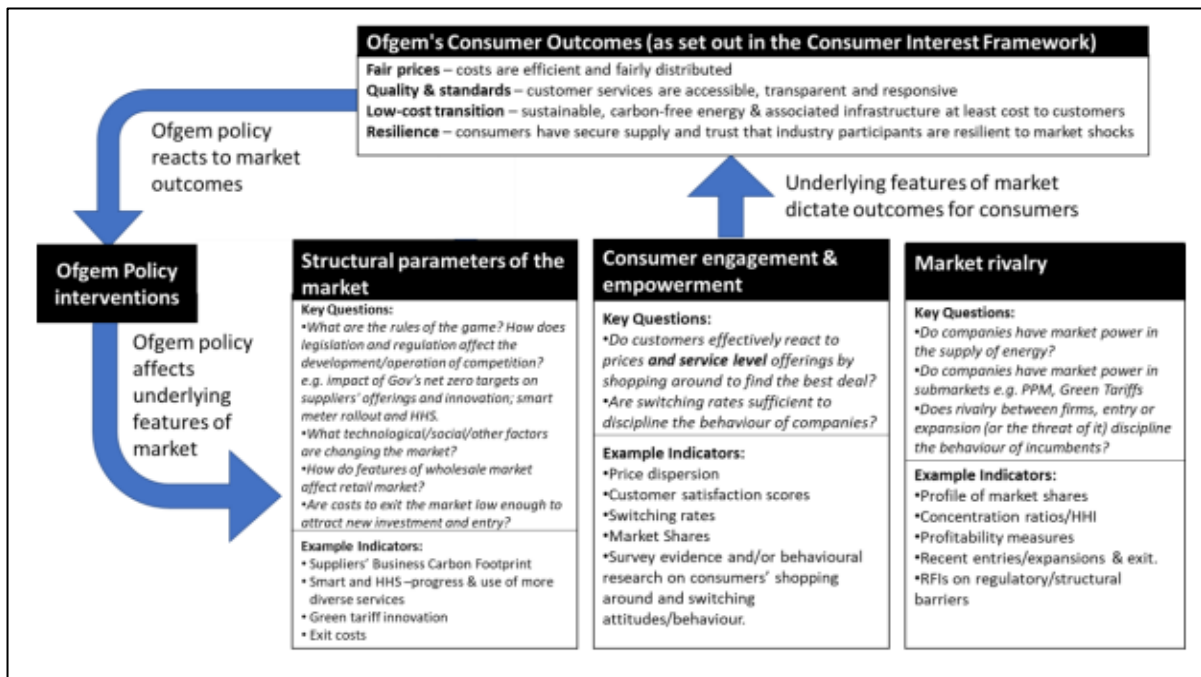 Ofgem's Consumer Outcomes (as set out in the Consumer Interest Framework)
Fair prices – costs are efficient and fairly distributed
Quality & standards – customer services are accessible, transparent and responsive
Low-cost transition – sustainable, carbon-free energy & associated infrastructure at least cost to customers
Resilience – consumers have secure supply and trust that industry participants are resilient to market shocks
Ofgem policy
reacts to market
outcomes
Underlying features of market
dictate outcomes for consumers
Ofgem Policy
interventions
Ofgem policy
affects
underlying
features of
market
Structural parameters of the
market
Key Questions:
•What are the rules of the game? How does
legislation and regulation affect the
development/operation of competition?
e.g. impact of Gov's net zero targets on
suppliers' offerings and innovation; smart
meter rollout and HHS.
•What technological/social/other factors
are changing the market?
•How do features of wholesale market
affect retail market?
•Are costs to exit the market low enough to
attract new investment and entry?
Example Indicators:
• Suppliers' Business Carbon Footprint
• Smart and HHS –progress & use of more
diverse services
• Green tariff innovation
• Exit costs
Consumer engagement &
empowerment
Key Questions:
•Do customers effectively react to
prices and service level offerings by
shopping around to find the best deal?
•Are switching rates sufficient to
discipline the behaviour of companies?
Example Indicators:
•Price dispersion
•Customer satisfaction scores
•Switching rates
•Market Shares
•Survey evidence and/or behavioural
research on consumers' shopping
around and switching
attitudes/behaviour.
Market rivalry
Key Questions:
•Do companies have market power in
the supply of energy?
•Do companies have market power in
submarkets e.g. PPM, Green Tariffs
•Does rivalry between firms, entry or
expansion (or the threat of it) discipline
the behaviour of incumbents?
Example Indicators:
•Profile of market shares
•Concentration ratios/HHI
•Profitability measures
•Recent entries/expansions & exit.
•RFIs on regulatory/structural
barriers